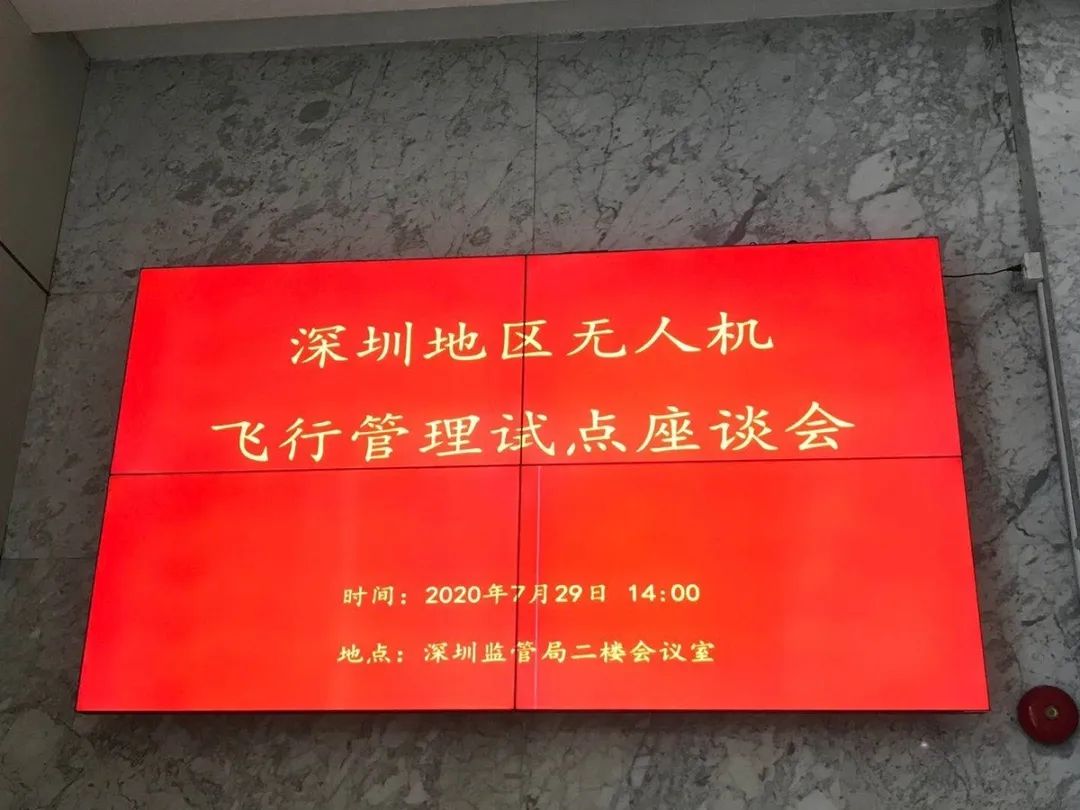 深圳地区无人机
飞行管理试点座谈会
时间：2020年7月29日 14:00
地点：深圳监管局二楼会议室